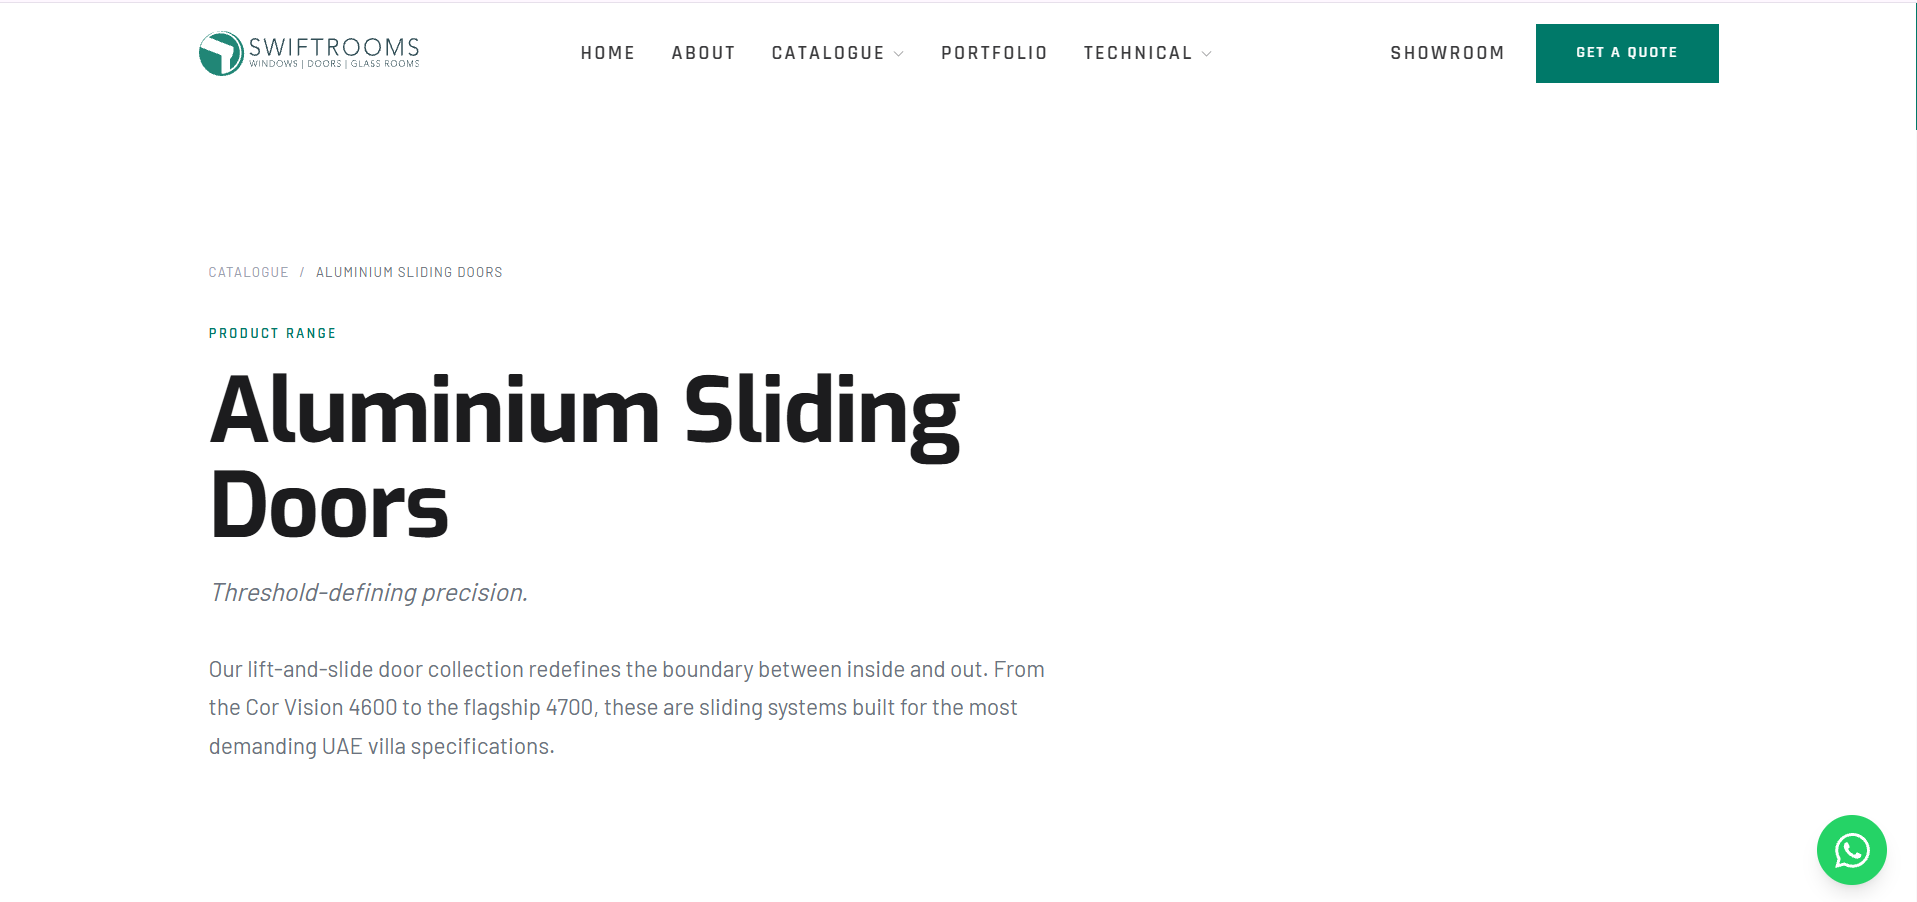 SWIFTROOMS
WINDOWS | DOORS | GLASS ROOMS
HOME
ABOUT
CATALOGUE
PORTFOLIO
TECHNICAL
SHOWROOM
GET A QUOTE
CATALOGUE / ALUMINIUM SLIDING DOORS
PRODUCT RANGE
Aluminium Sliding
Doors
Threshold-defining precision.
Our lift-and-slide door collection redefines the boundary between inside and out. From
the Cor Vision 4600 to the flagship 4700, these are sliding systems built for the most
demanding UAE villa specifications.